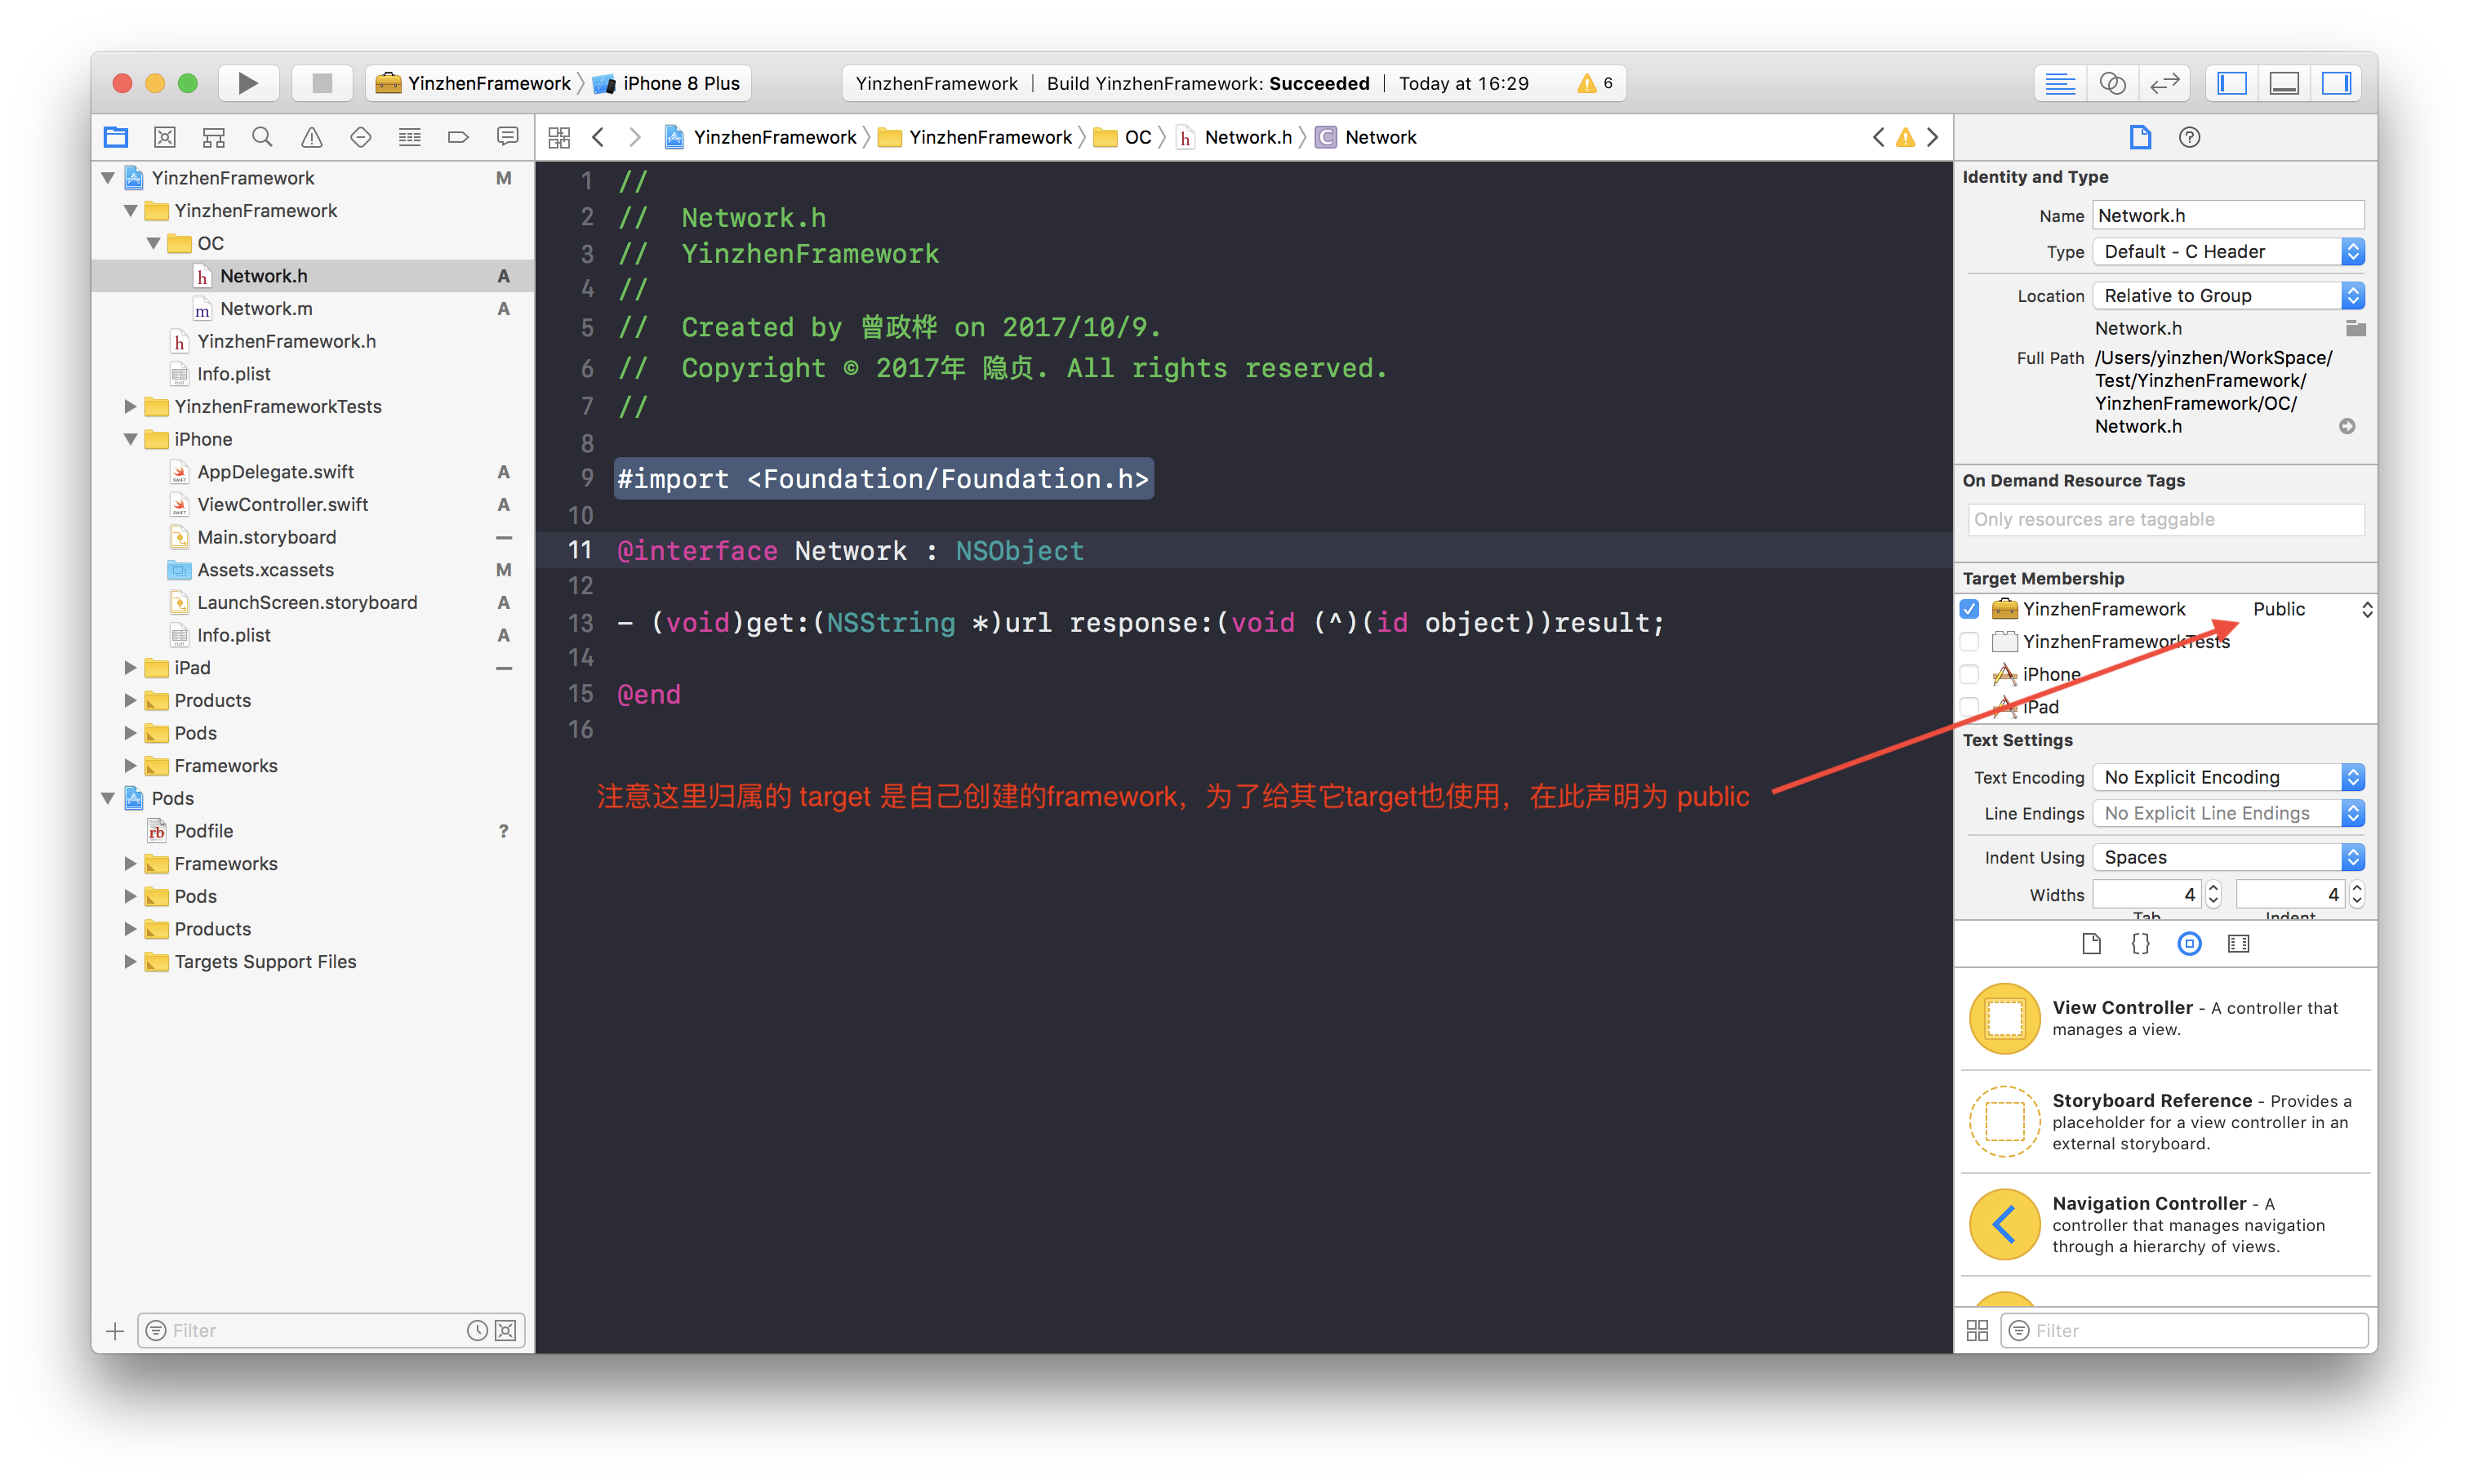 YinzhenFramework iPhone 8 Plus
YinzhenFramework | Build YinzhenFramework: Succeeded | Today at 16:29 6
YinzhenFramework YinzhenFramework OC h Network.h C Network
YinzhenFramework M
YinzhenFramework
OC
h Network.h A
m Network.m A
h YinzhenFramework.h
Info.plist
YinzhenFrameworkTests
iPhone
AppDelegate.swift A
ViewController.swift A
Main.storyboard —
Assets.xcassets M
LaunchScreen.storyboard A
Info.plist A
iPad —
Products
Pods
Frameworks
Pods
rb Podfile ?
Frameworks
Pods
Products
Targets Support Files
Filter
1 //
2 //  Network.h
3 //  YinzhenFramework
4 //
5 //  Created by 曾政桦 on 2017/10/9.
6 //  Copyright © 2017年 隐贞. All rights reserved.
7 //
8
9 #import <Foundation/Foundation.h>
10
11 @interface Network : NSObject
12
13 - (void)get:(NSString *)url response:(void (^)(id object))result;
14
15 @end
16
注意这里归属的 target 是自己创建的framework，为了给其它target也使用，在此声明为 public
Identity and Type
Name Network.h
Type Default - C Header
Location Relative to Group
Network.h
Full Path /Users/yinzhen/WorkSpace/
Test/YinzhenFramework/
YinzhenFramework/OC/
Network.h
On Demand Resource Tags
Only resources are taggable
Target Membership
YinzhenFramework Public
YinzhenFrameworkTests
iPhone
iPad
Text Settings
Text Encoding No Explicit Encoding
Line Endings No Explicit Line Endings
Indent Using Spaces
Widths 4 4
Tab Indent
{}
View Controller - A controller that
manages a view.
Storyboard Reference - Provides a
placeholder for a view controller in an
external storyboard.
Navigation Controller - A
controller that manages navigation
through a hierarchy of views.
Filter